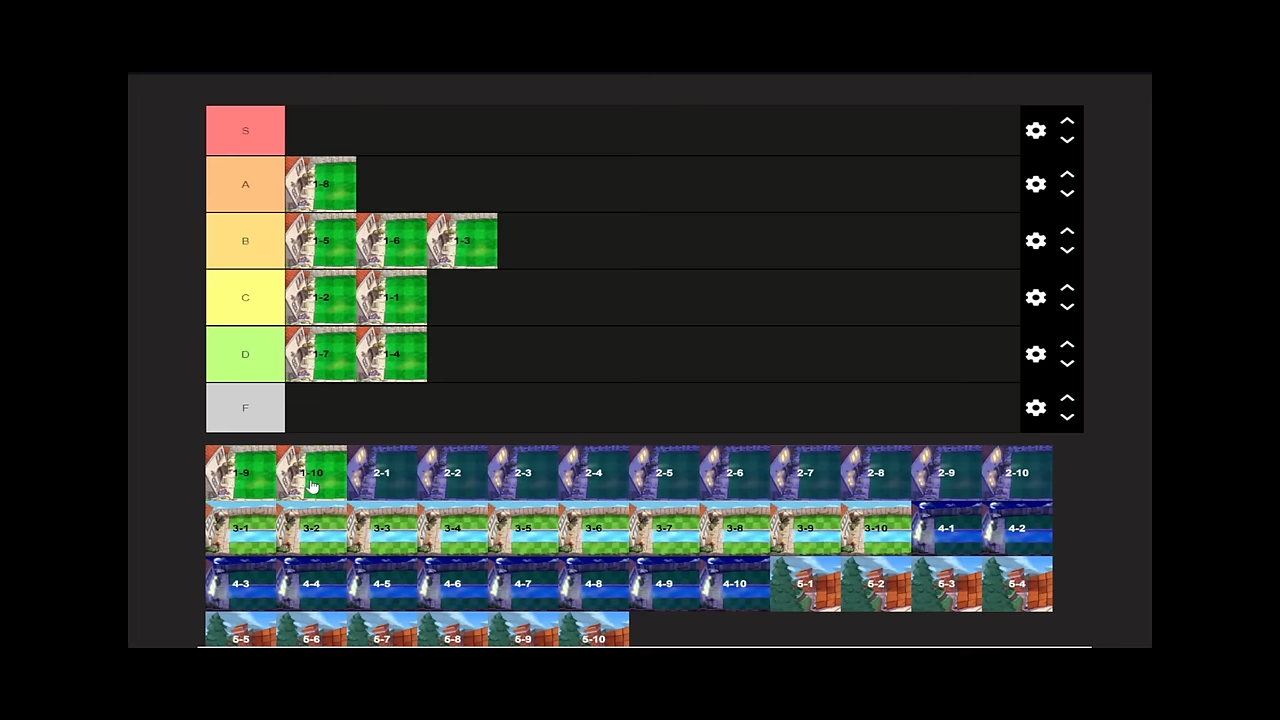 S
A 1-8
B 1-5 1-6 1-3
C 1-2 1-1
D 1-7 1-4
F
1-9 1-10 2-1 2-2 2-3 2-4 2-5 2-6 2-7 2-8 2-9 2-10
3-1 3-2 3-3 3-4 3-5 3-6 3-7 3-8 3-9 3-10 4-1 4-2
4-3 4-4 4-5 4-6 4-7 4-8 4-9 4-10 5-1 5-2 5-3 5-4
5-5 5-6 5-7 5-8 5-9 5-10